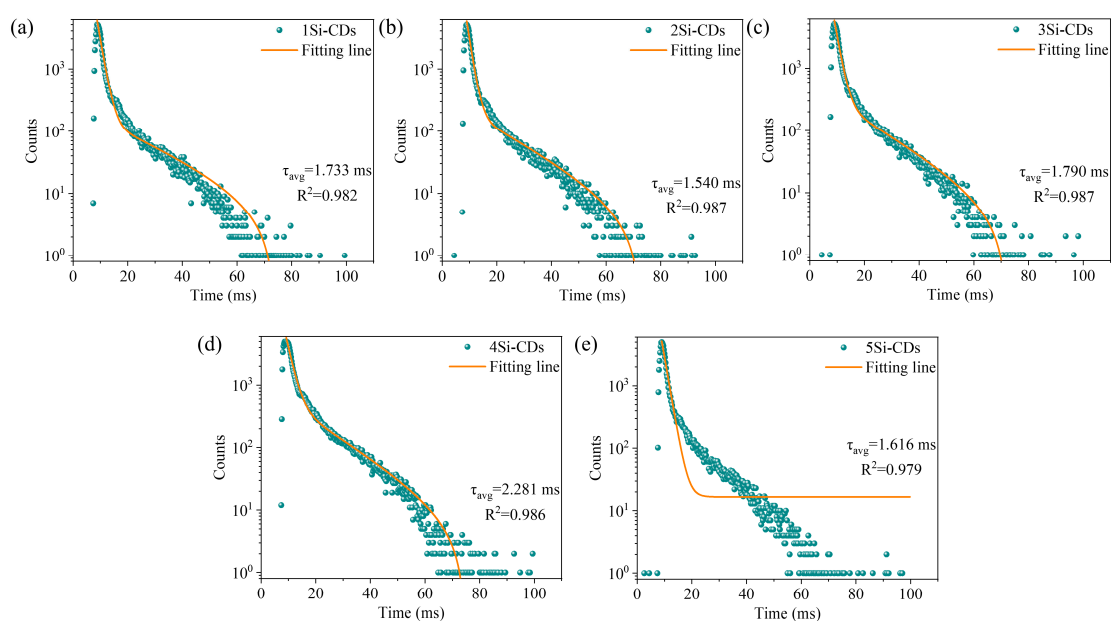 (a)
1Si-CDs
Fitting line
10³
10²
10¹
10⁰
Counts
τavg=1.733 ms
R²=0.982
0 20 40 60 80 100
Time (ms)
(b)
2Si-CDs
Fitting line
10³
10²
10¹
10⁰
Counts
τavg=1.540 ms
R²=0.987
0 20 40 60 80 100
Time (ms)
(c)
3Si-CDs
Fitting line
10³
10²
10¹
10⁰
Counts
τavg=1.790 ms
R²=0.987
0 20 40 60 80 100
Time (ms)
(d)
4Si-CDs
Fitting line
10³
10²
10¹
10⁰
Counts
τavg=2.281 ms
R²=0.986
0 20 40 60 80 100
Time (ms)
(e)
5Si-CDs
Fitting line
10³
10²
10¹
10⁰
Counts
τavg=1.616 ms
R²=0.979
0 20 40 60 80 100
Time (ms)